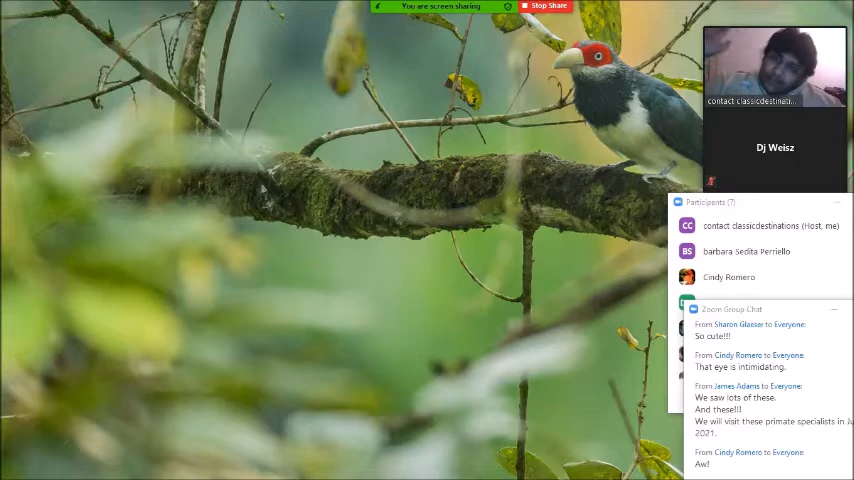 You are screen sharing
Stop Share
contact classicdestinati...
Dj Weisz
Participants (7)
CC contact classicdestinations (Host, me)
BS barbara Sedita Perriello
Cindy Romero
Zoom Group Chat
From Sharon Glaeser to Everyone:
So cute!!!
From Cindy Romero to Everyone:
That eye is intimidating.
From James Adams to Everyone:
We saw lots of these.
And these!!!
We will visit these primate specialists in Ju
2021.
From Cindy Romero to Everyone:
Aw!